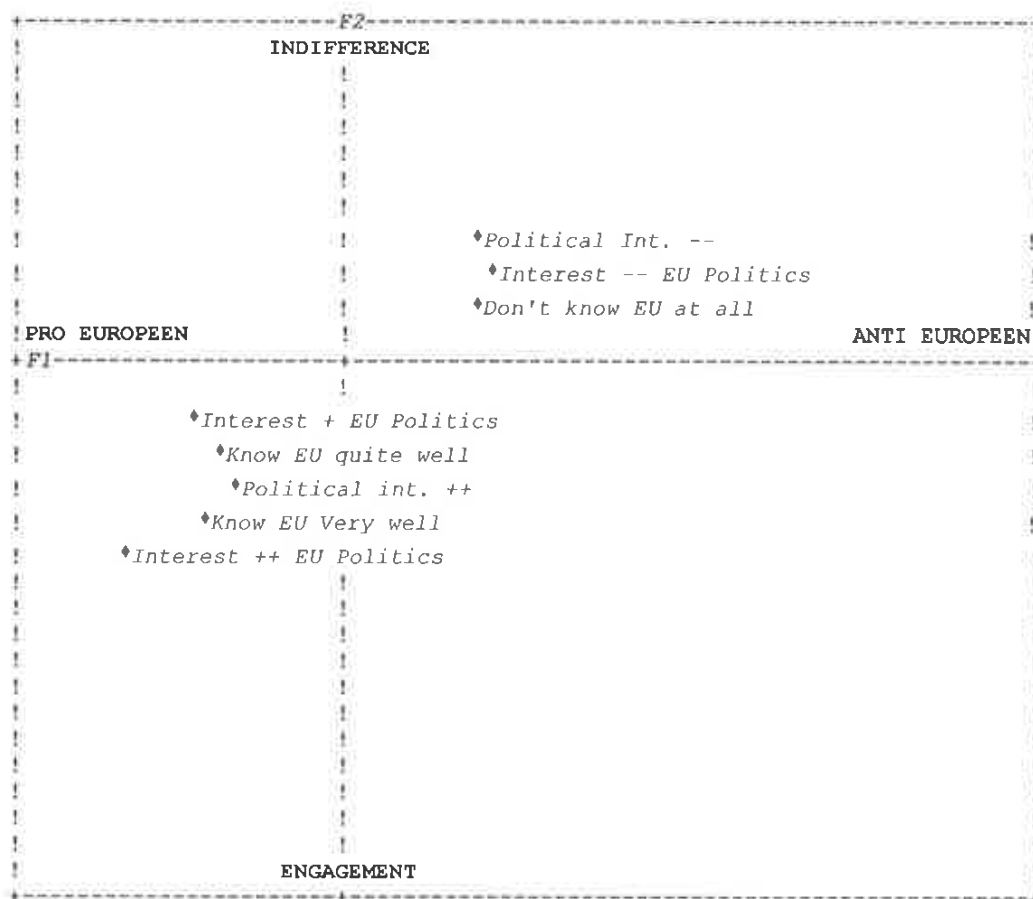 F2
INDIFFERENCE
♦Political Int. --
♦Interest -- EU Politics
♦Don't know EU at all
PRO EUROPEEN ANTI EUROPEEN
F1
♦Interest + EU Politics
♦Know EU quite well
♦Political int. ++
♦Know EU Very well
♦Interest ++ EU Politics
ENGAGEMENT